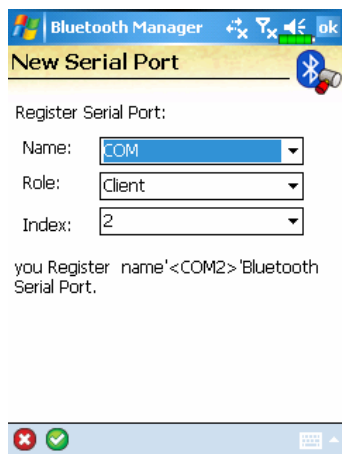 Bluetooth Manager ok
New Serial Port
Register Serial Port:
Name: COM
Role: Client
Index: 2
you Register name'<COM2>'Bluetooth
Serial Port.